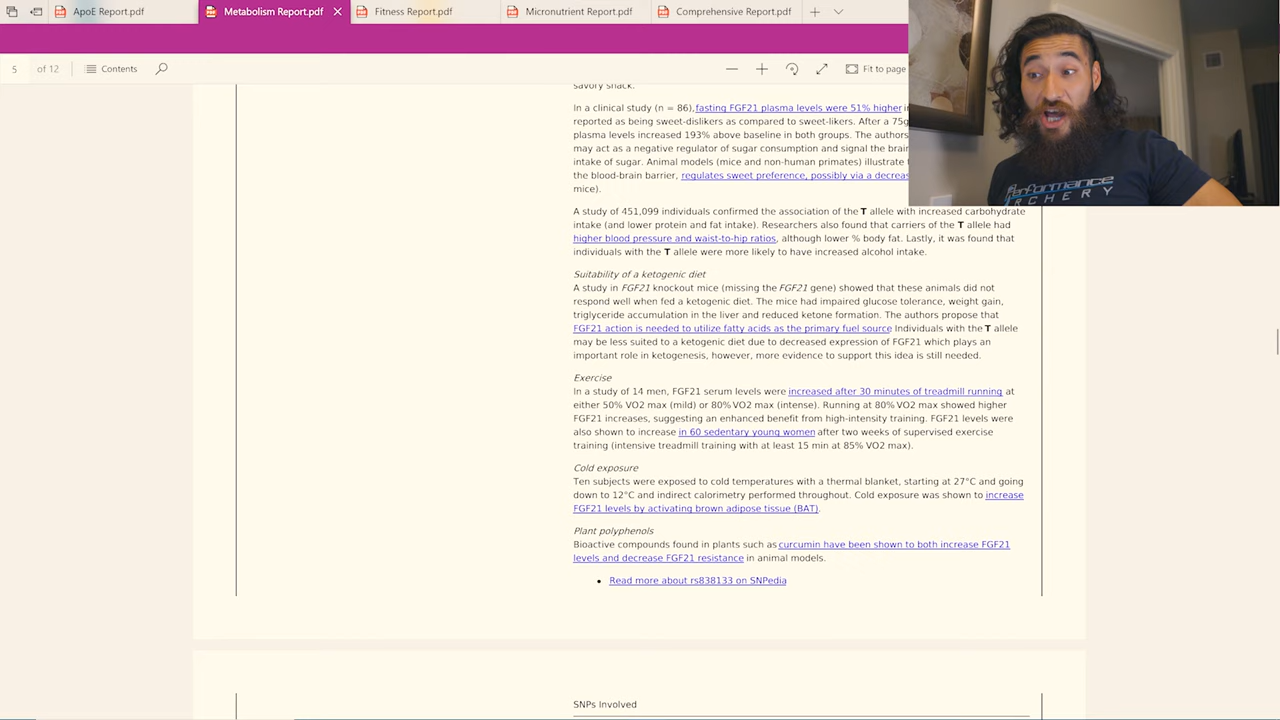 ApoE Report.pdf
Metabolism Report.pdf
Fitness Report.pdf
Micronutrient Report.pdf
Comprehensive Report.pdf
5 of 12
Contents
Fit to page
savory snack.
In a clinical study (n = 86), fasting FGF21 plasma levels were 51% higher
reported as being sweet-dislikers as compared to sweet-likers. After a 75g
plasma levels increased 193% above baseline in both groups. The authors
may act as a negative regulator of sugar consumption and signal the brain
intake of sugar. Animal models (mice and non-human primates) illustrate
the blood-brain barrier, regulates sweet preference, possibly via a
mice).
A study of 451,099 individuals confirmed the association of the T allele with increased carbohydrate
intake (and lower protein and fat intake). Researchers also found that carriers of the T allele had
higher blood pressure and waist-to-hip ratios, although lower % body fat. Lastly, it was found that
individuals with the T allele were more likely to have increased alcohol intake.
Suitability of a ketogenic diet
A study in FGF21 knockout mice (missing the FGF21 gene) showed that these animals did not
respond well when fed a ketogenic diet. The mice had impaired glucose tolerance, weight gain,
triglyceride accumulation in the liver and reduced ketone formation. The authors propose that
FGF21 action is needed to utilize fatty acids as the primary fuel source. Individuals with the T allele
may be less suited to a ketogenic diet due to decreased expression of FGF21 which plays an
important role in ketogenesis, however, more evidence to support this idea is still needed.
Exercise
In a study of 14 men, FGF21 serum levels were increased after 30 minutes of treadmill running at
either 50% VO2 max (mild) or 80% VO2 max (intense). Running at 80% VO2 max showed higher
FGF21 increases, suggesting an enhanced benefit from high-intensity training. FGF21 levels were
also shown to increase in 60 sedentary young women after two weeks of supervised exercise
training (intensive treadmill training with at least 15 min at 85% VO2 max).
Cold exposure
Ten subjects were exposed to cold temperatures with a thermal blanket, starting at 27°C and going
down to 12°C and indirect calorimetry performed throughout. Cold exposure was shown to increase
FGF21 levels by activating brown adipose tissue (BAT).
Plant polyphenols
Bioactive compounds found in plants such as curcumin have been shown to both increase FGF21
levels and decrease FGF21 resistance in animal models.
Read more about rs838133 on SNPedia
SNPs Involved
Performance
ARCHERY